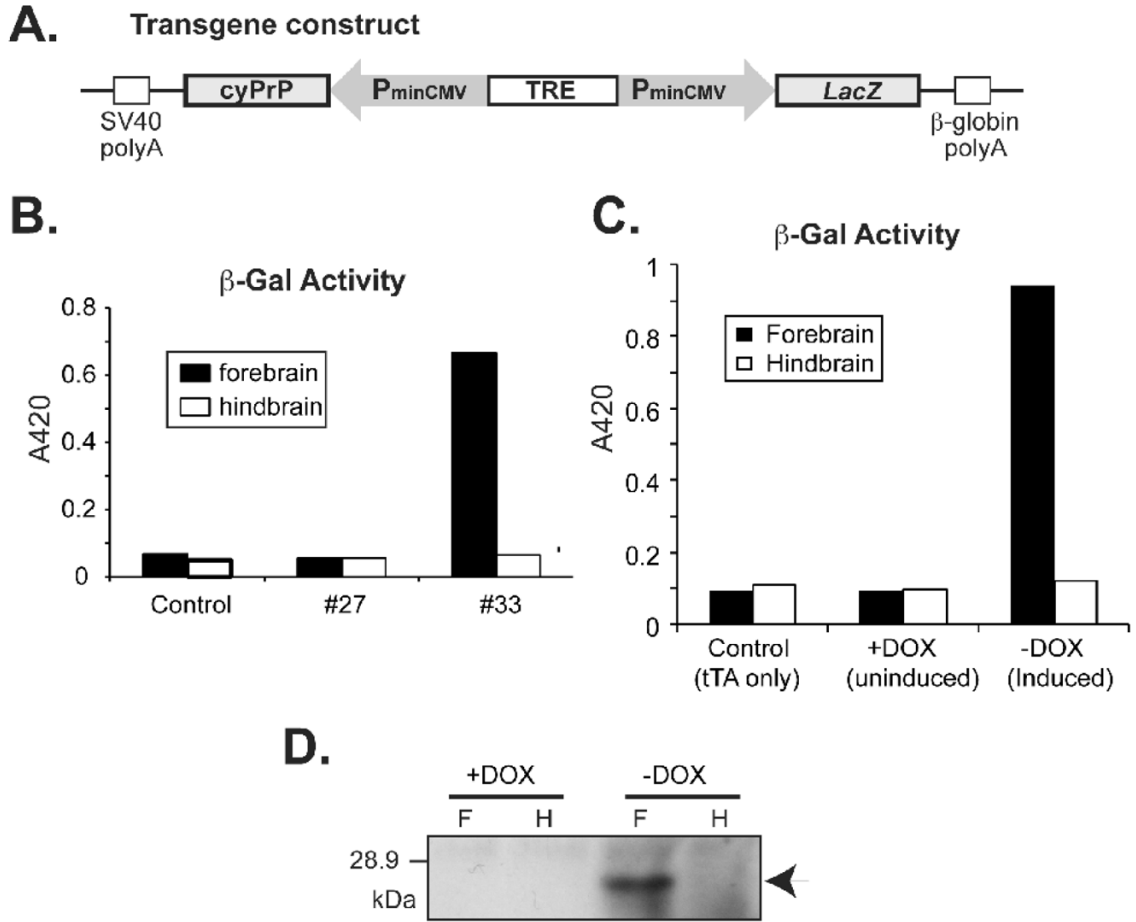 A. Transgene construct
cyPrP PminCMV TRE PminCMV LacZ
SV40 β-globin
polyA polyA
B.
β-Gal Activity
0.8
0.6
0.4
0.2
0
A420
forebrain
hindbrain
Control #27 #33
C.
β-Gal Activity
1
0.8
0.6
0.4
0.2
0
A420
Forebrain
Hindbrain
Control +DOX -DOX
(tTA only) (uninduced) (Induced)
D.
+DOX -DOX
F H F H
28.9
kDa